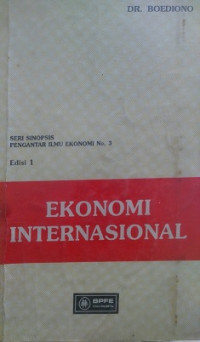 DR. BOEDIONO
SERI SINOPSIS
PENGANTAR ILMU EKONOMI No. 3
Edisi 1
EKONOMI
INTERNASIONAL
BPFE